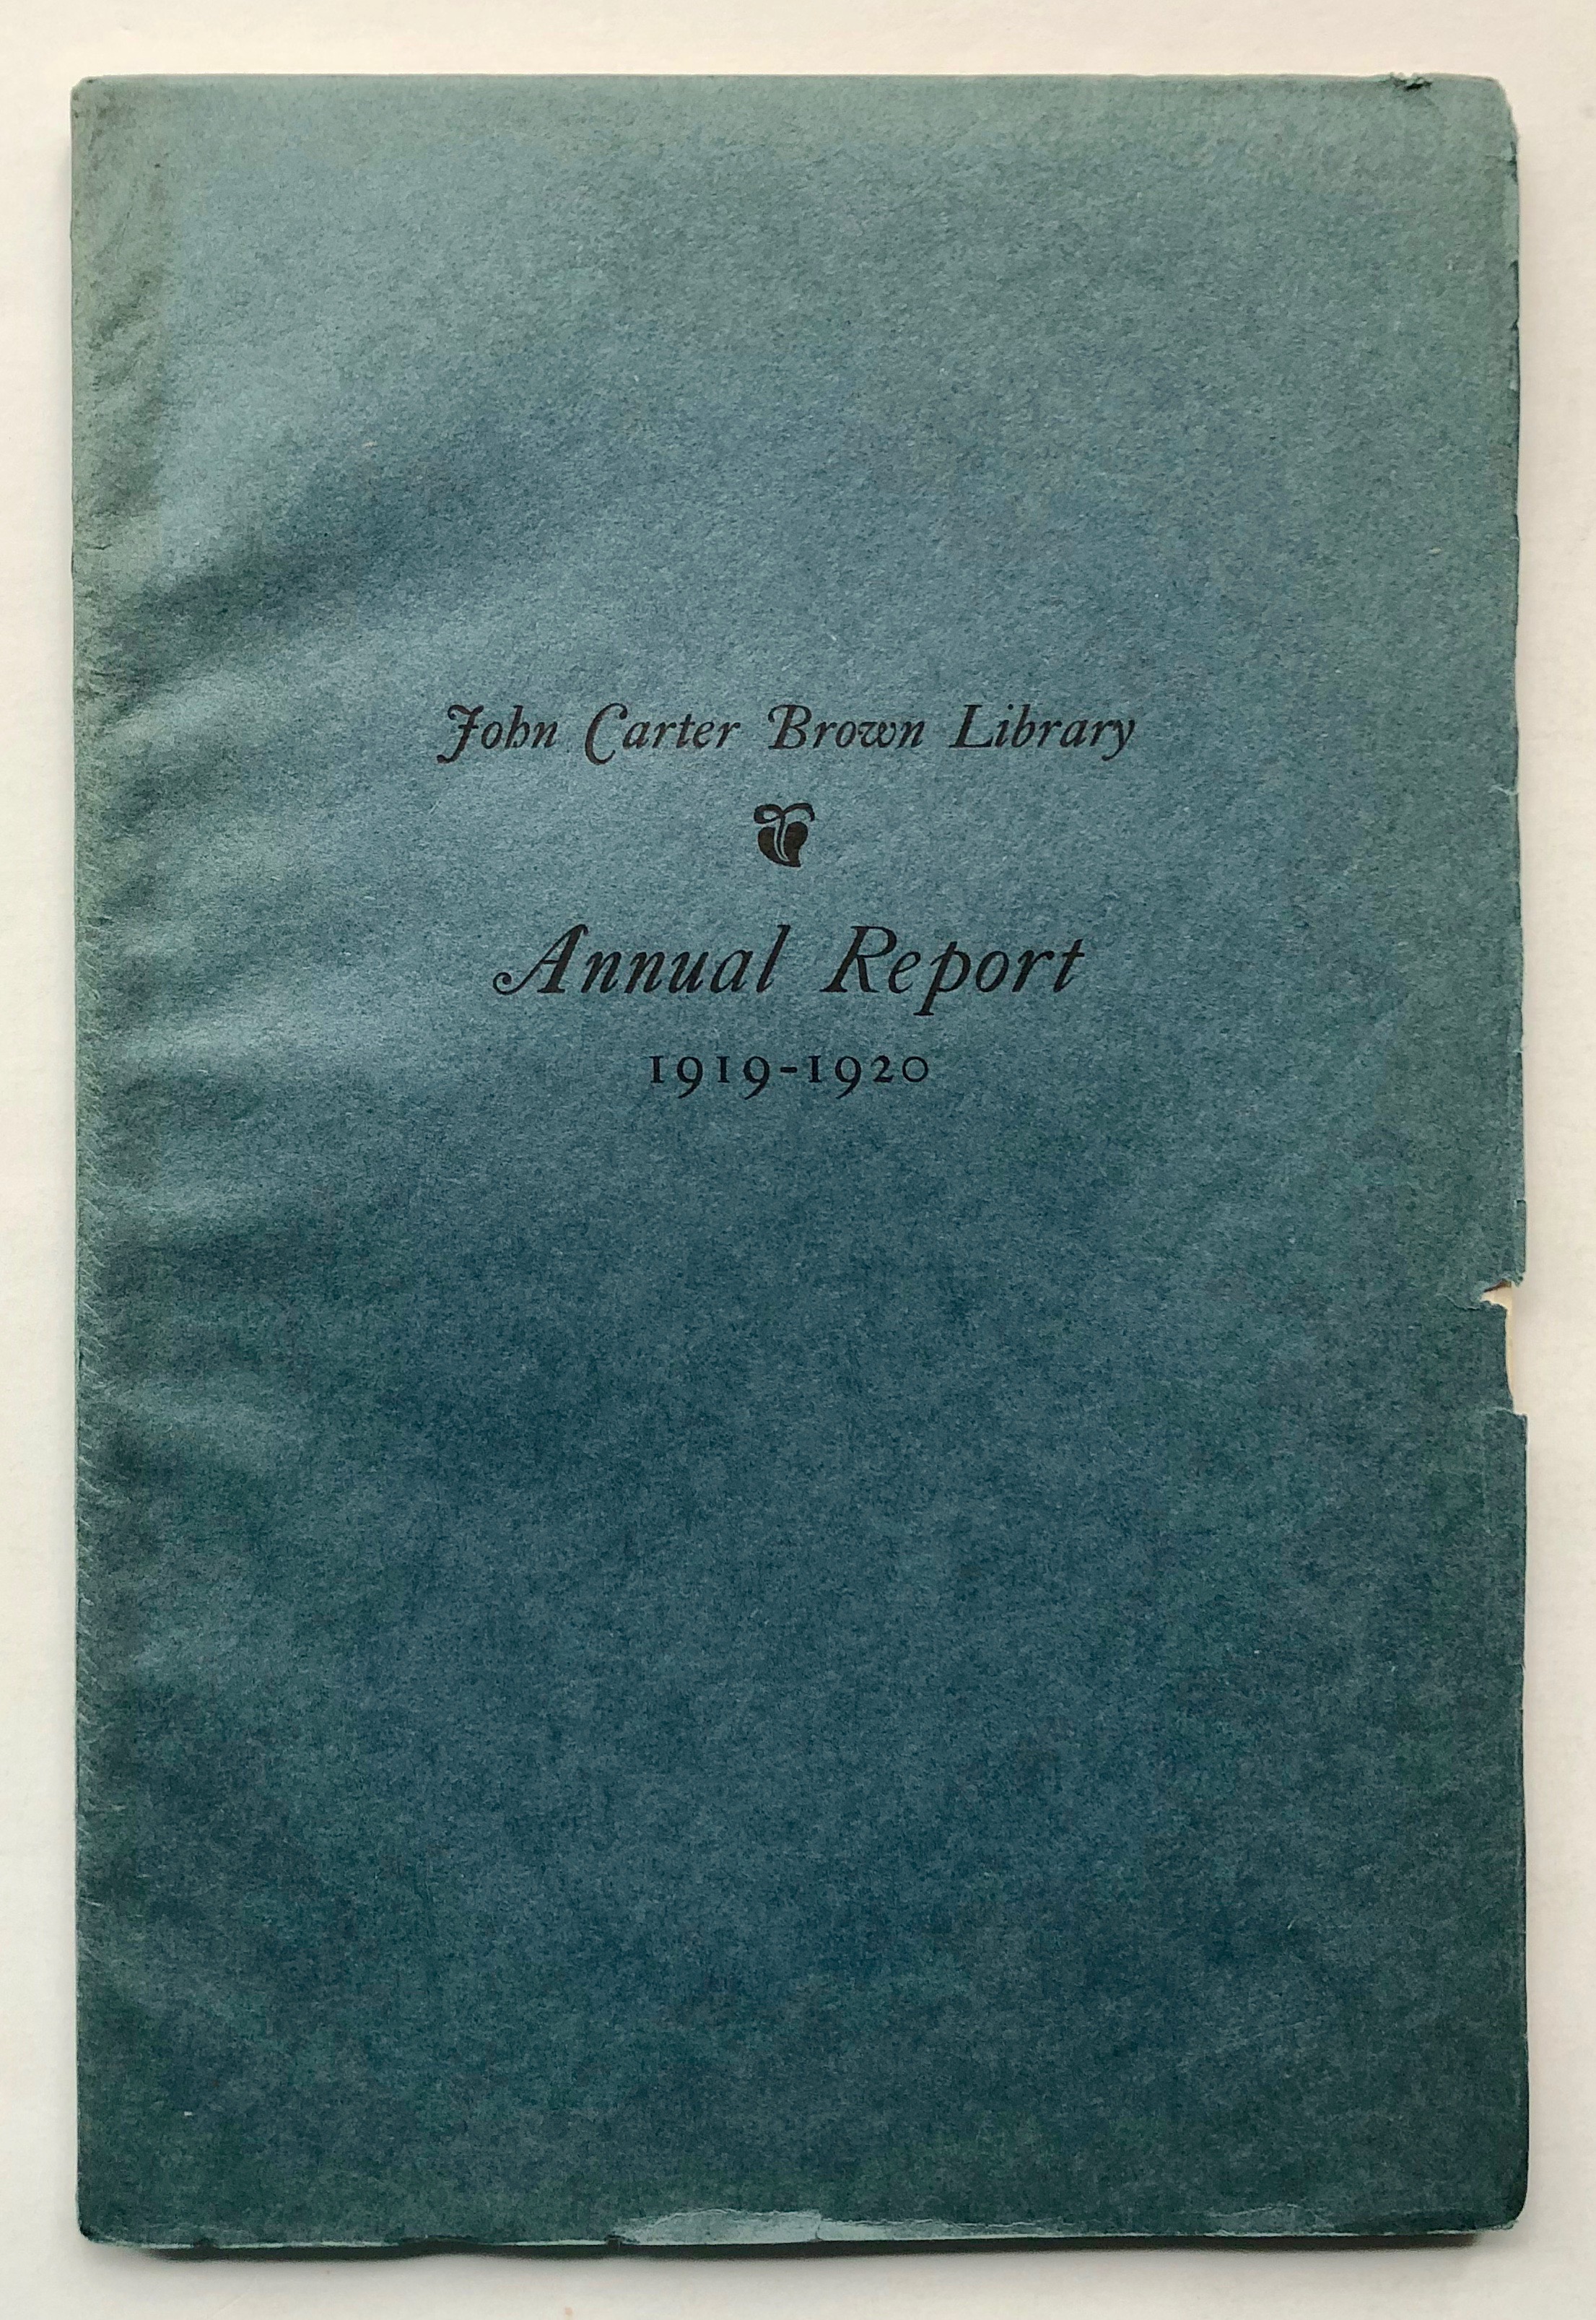 John Carter Brown Library
Annual Report
1919-1920